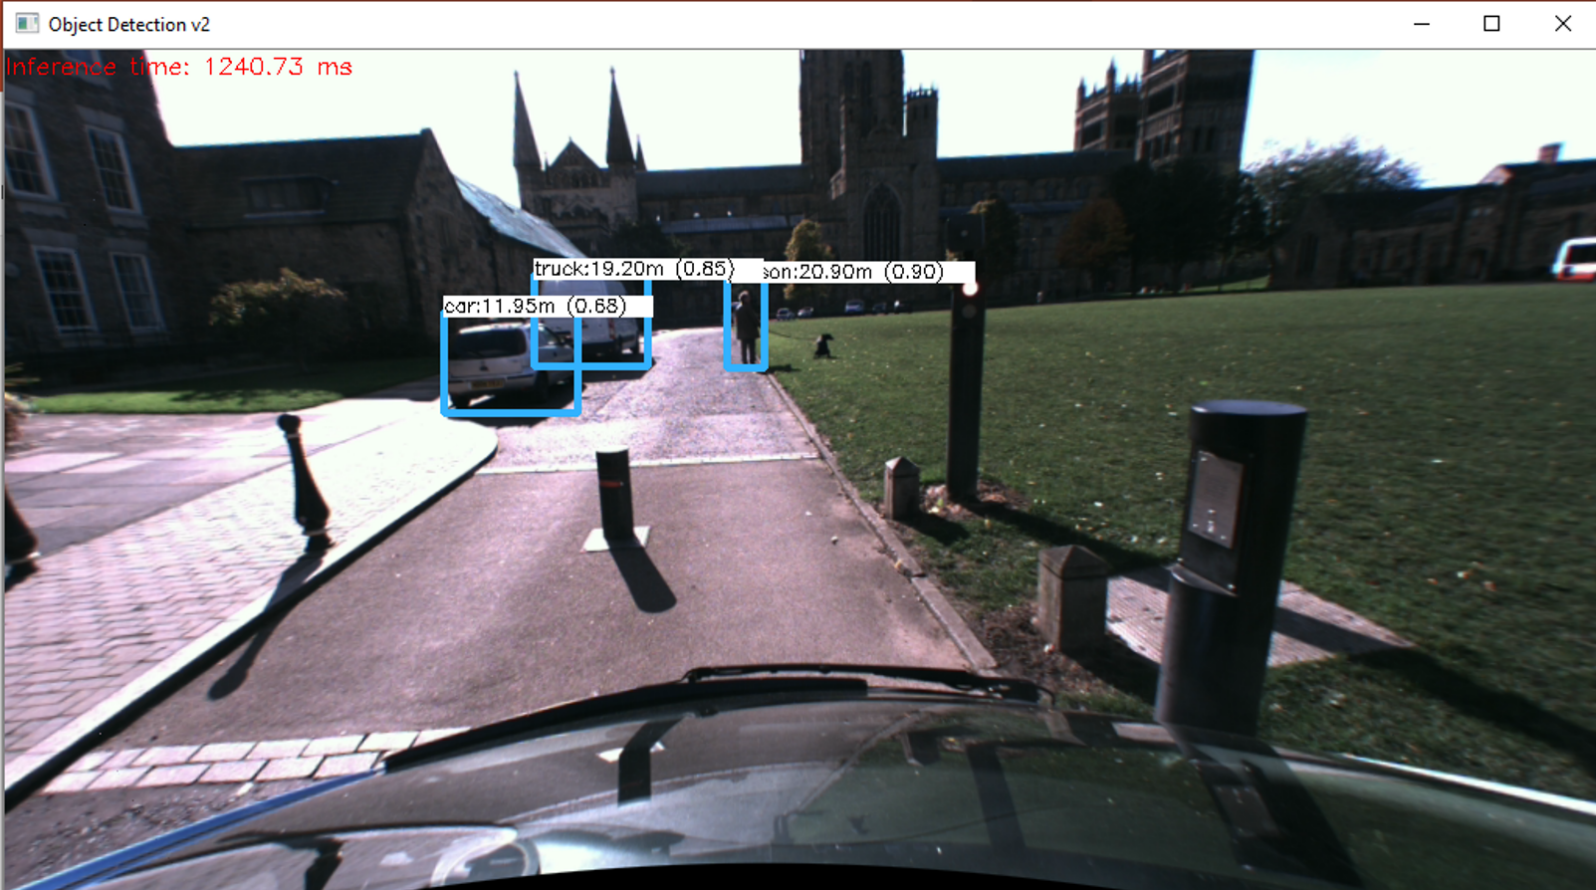 Object Detection v2
Inference time: 1240.73 ms
truck:19.20m (0.85)
son:20.90m (0.90)
car:11.95m (0.68)